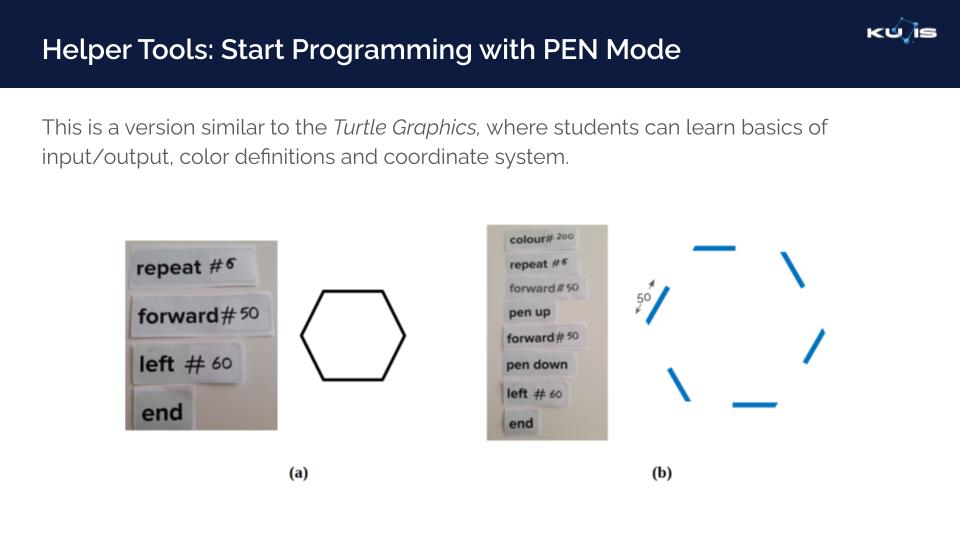 Helper Tools: Start Programming with PEN Mode
KUIS
This is a version similar to the Turtle Graphics, where students can learn basics of
input/output, color definitions and coordinate system.
repeat #6
forward# 50
left # 60
end
(a)
colour# 200
repeat #6
forward# 50
pen up
forward# 50
pen down
left # 60
end
50
(b)